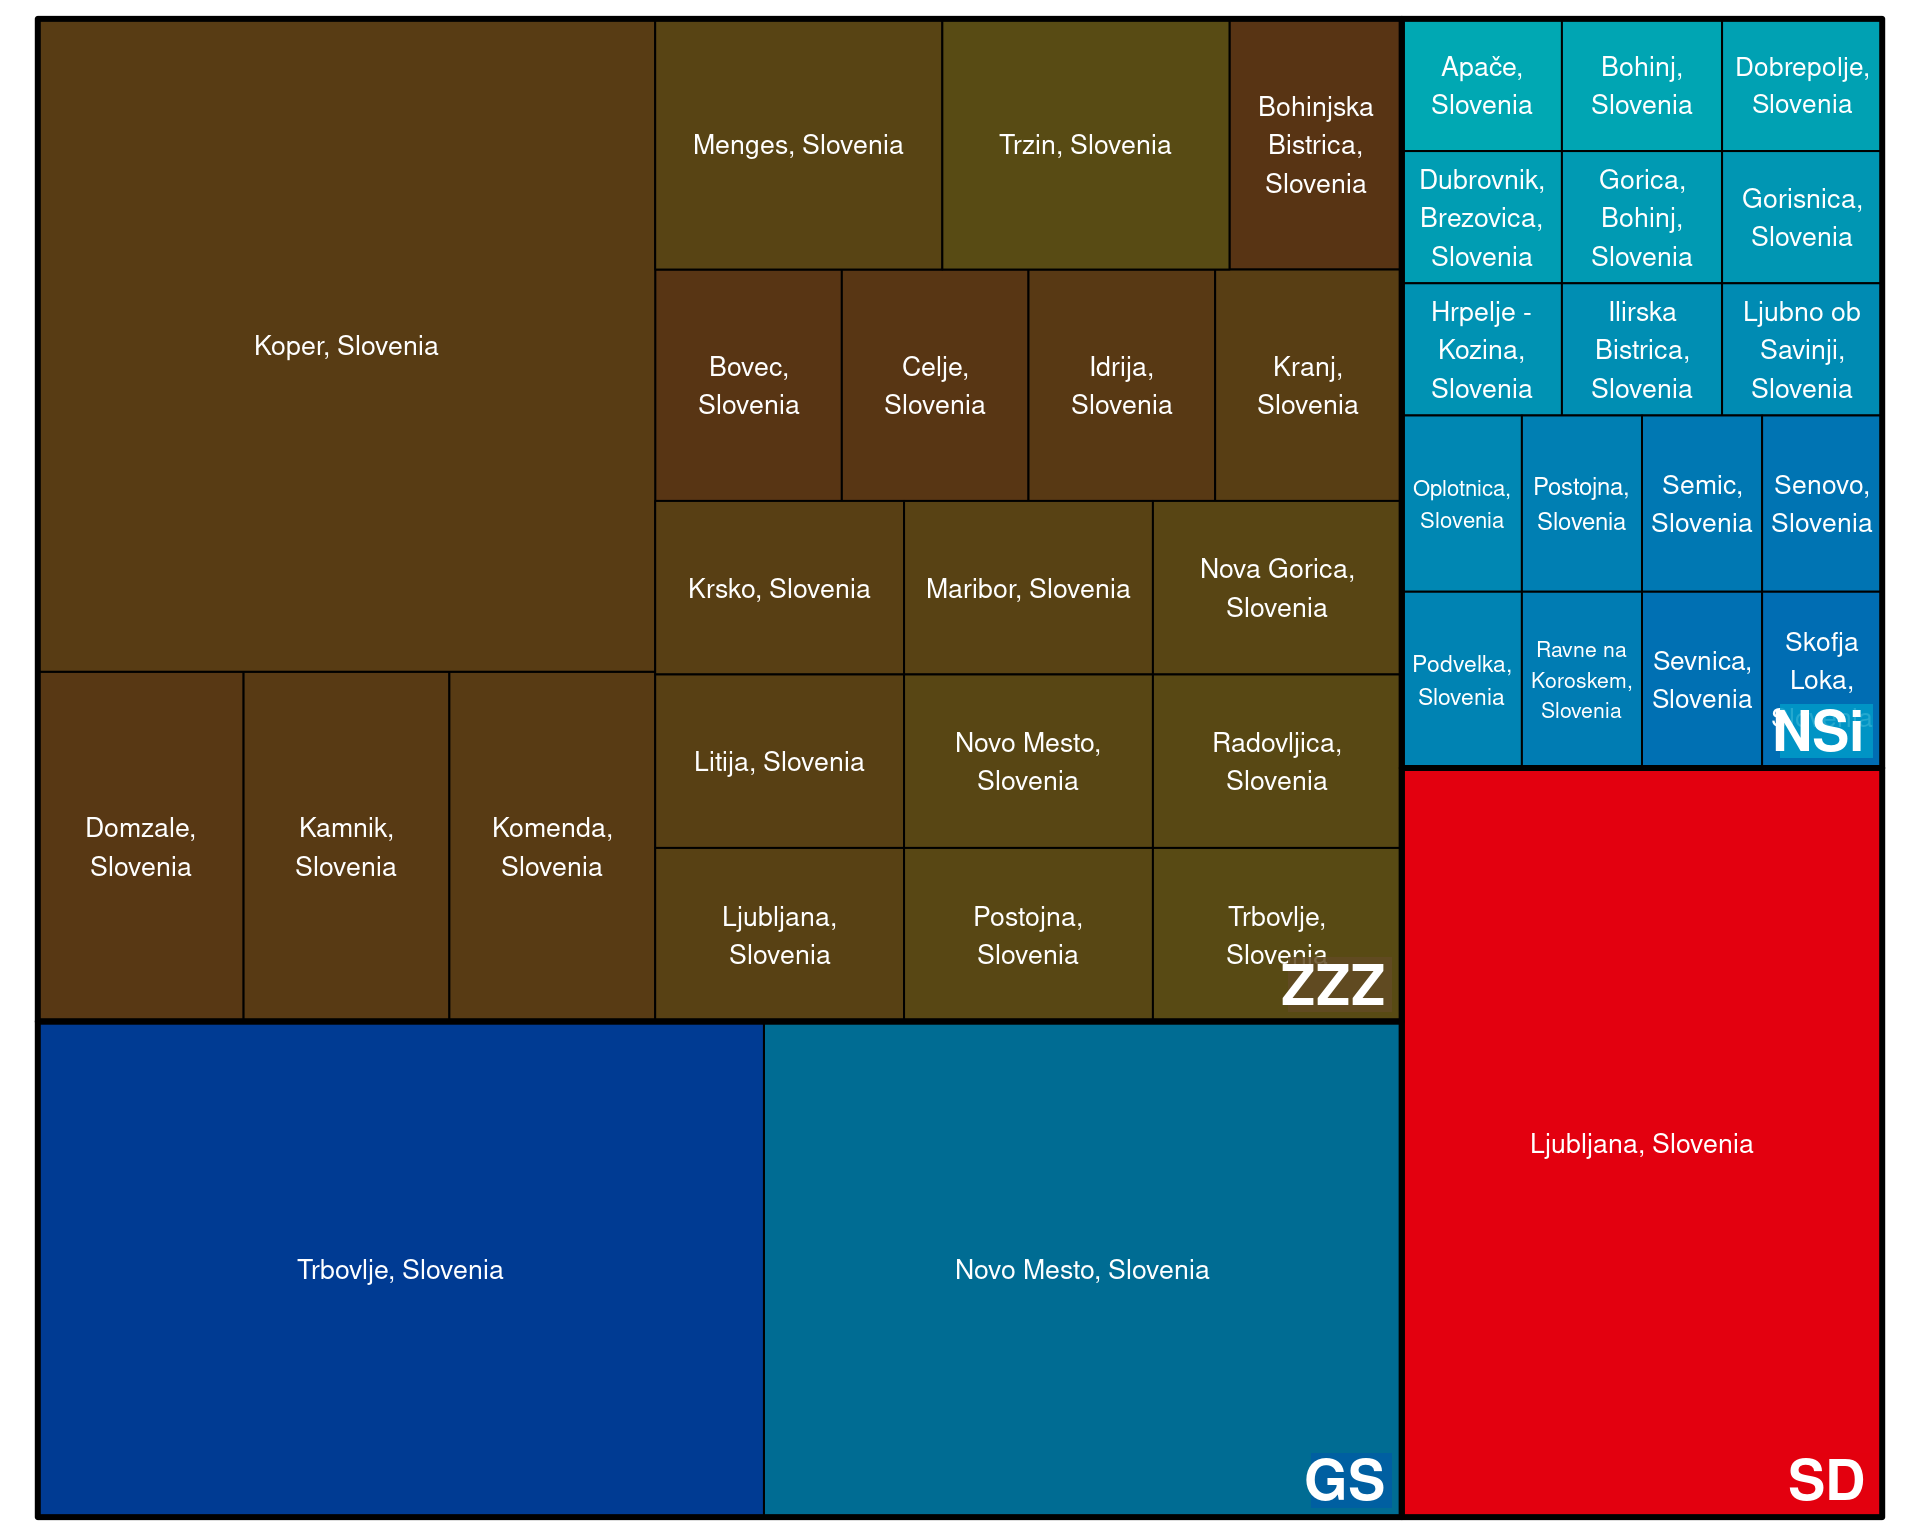 Koper, Slovenia
Menges, Slovenia
Trzin, Slovenia
Bohinjska
Bistrica,
Slovenia
Bovec,
Slovenia
Celje,
Slovenia
Idrija,
Slovenia
Kranj,
Slovenia
Krsko, Slovenia
Maribor, Slovenia
Nova Gorica,
Slovenia
Litija, Slovenia
Novo Mesto,
Slovenia
Radovljica,
Slovenia
Domzale,
Slovenia
Kamnik,
Slovenia
Komenda,
Slovenia
Ljubljana,
Slovenia
Postojna,
Slovenia
Trbovlje,
Slovenia
ZZZ
Apače,
Slovenia
Bohinj,
Slovenia
Dobrepolje,
Slovenia
Dubrovnik,
Brezovica,
Slovenia
Gorica,
Bohinj,
Slovenia
Gorisnica,
Slovenia
Hrpelje -
Kozina,
Slovenia
Ilirska
Bistrica,
Slovenia
Ljubno ob
Savinji,
Slovenia
Oplotnica,
Slovenia
Postojna,
Slovenia
Semic,
Slovenia
Senovo,
Slovenia
Podvelka,
Slovenia
Ravne na
Koroskem,
Slovenia
Sevnica,
Slovenia
Skofja
Loka,
NSi
Trbovlje, Slovenia
Novo Mesto, Slovenia
GS
Ljubljana, Slovenia
SD